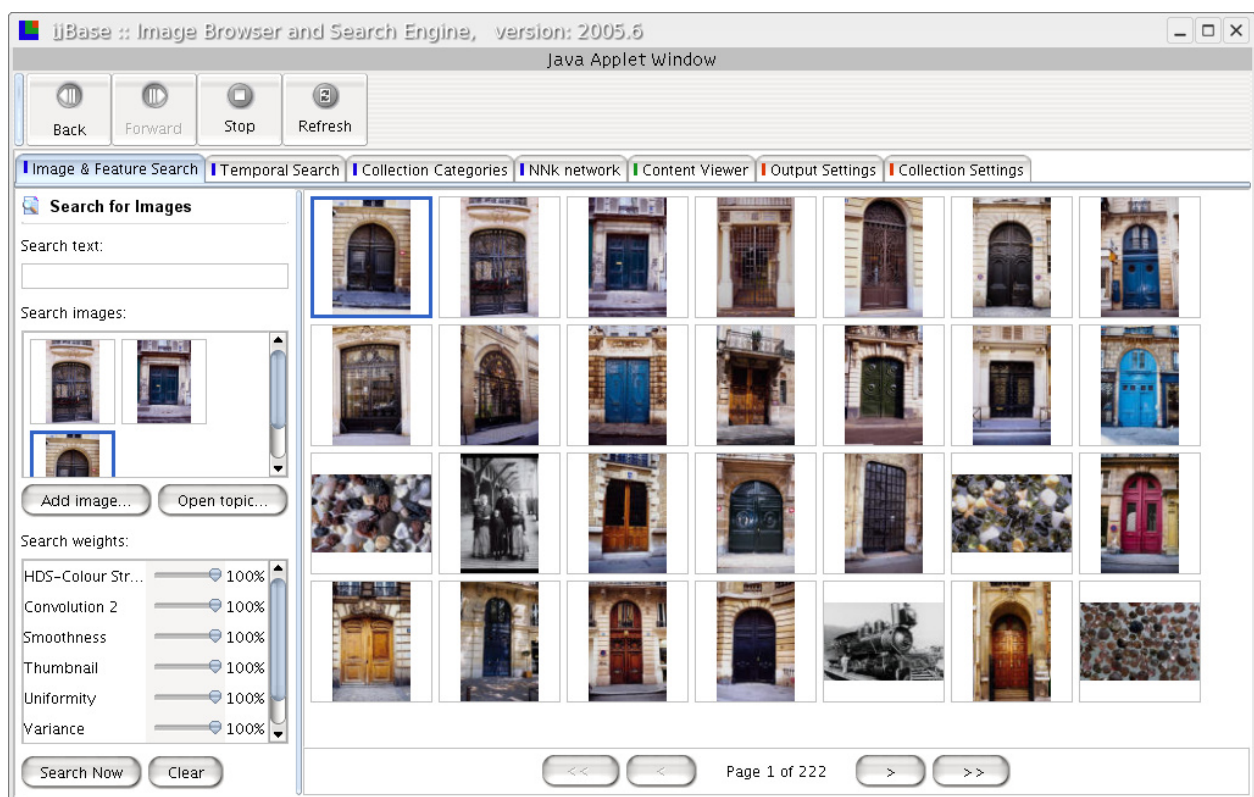 iiBase :: Image Browser and Search Engine, version: 2005.6
Java Applet Window
Back
Forward
Stop
Refresh
Image & Feature Search
Temporal Search
Collection Categories
NNk network
Content Viewer
Output Settings
Collection Settings
Search for Images
Search text:
Search images:
Add image...
Open topic...
Search weights:
HDS-Colour Str... 100%
Convolution 2 100%
Smoothness 100%
Thumbnail 100%
Uniformity 100%
Variance 100%
Search Now
Clear
<<
<
Page 1 of 222
>
>>